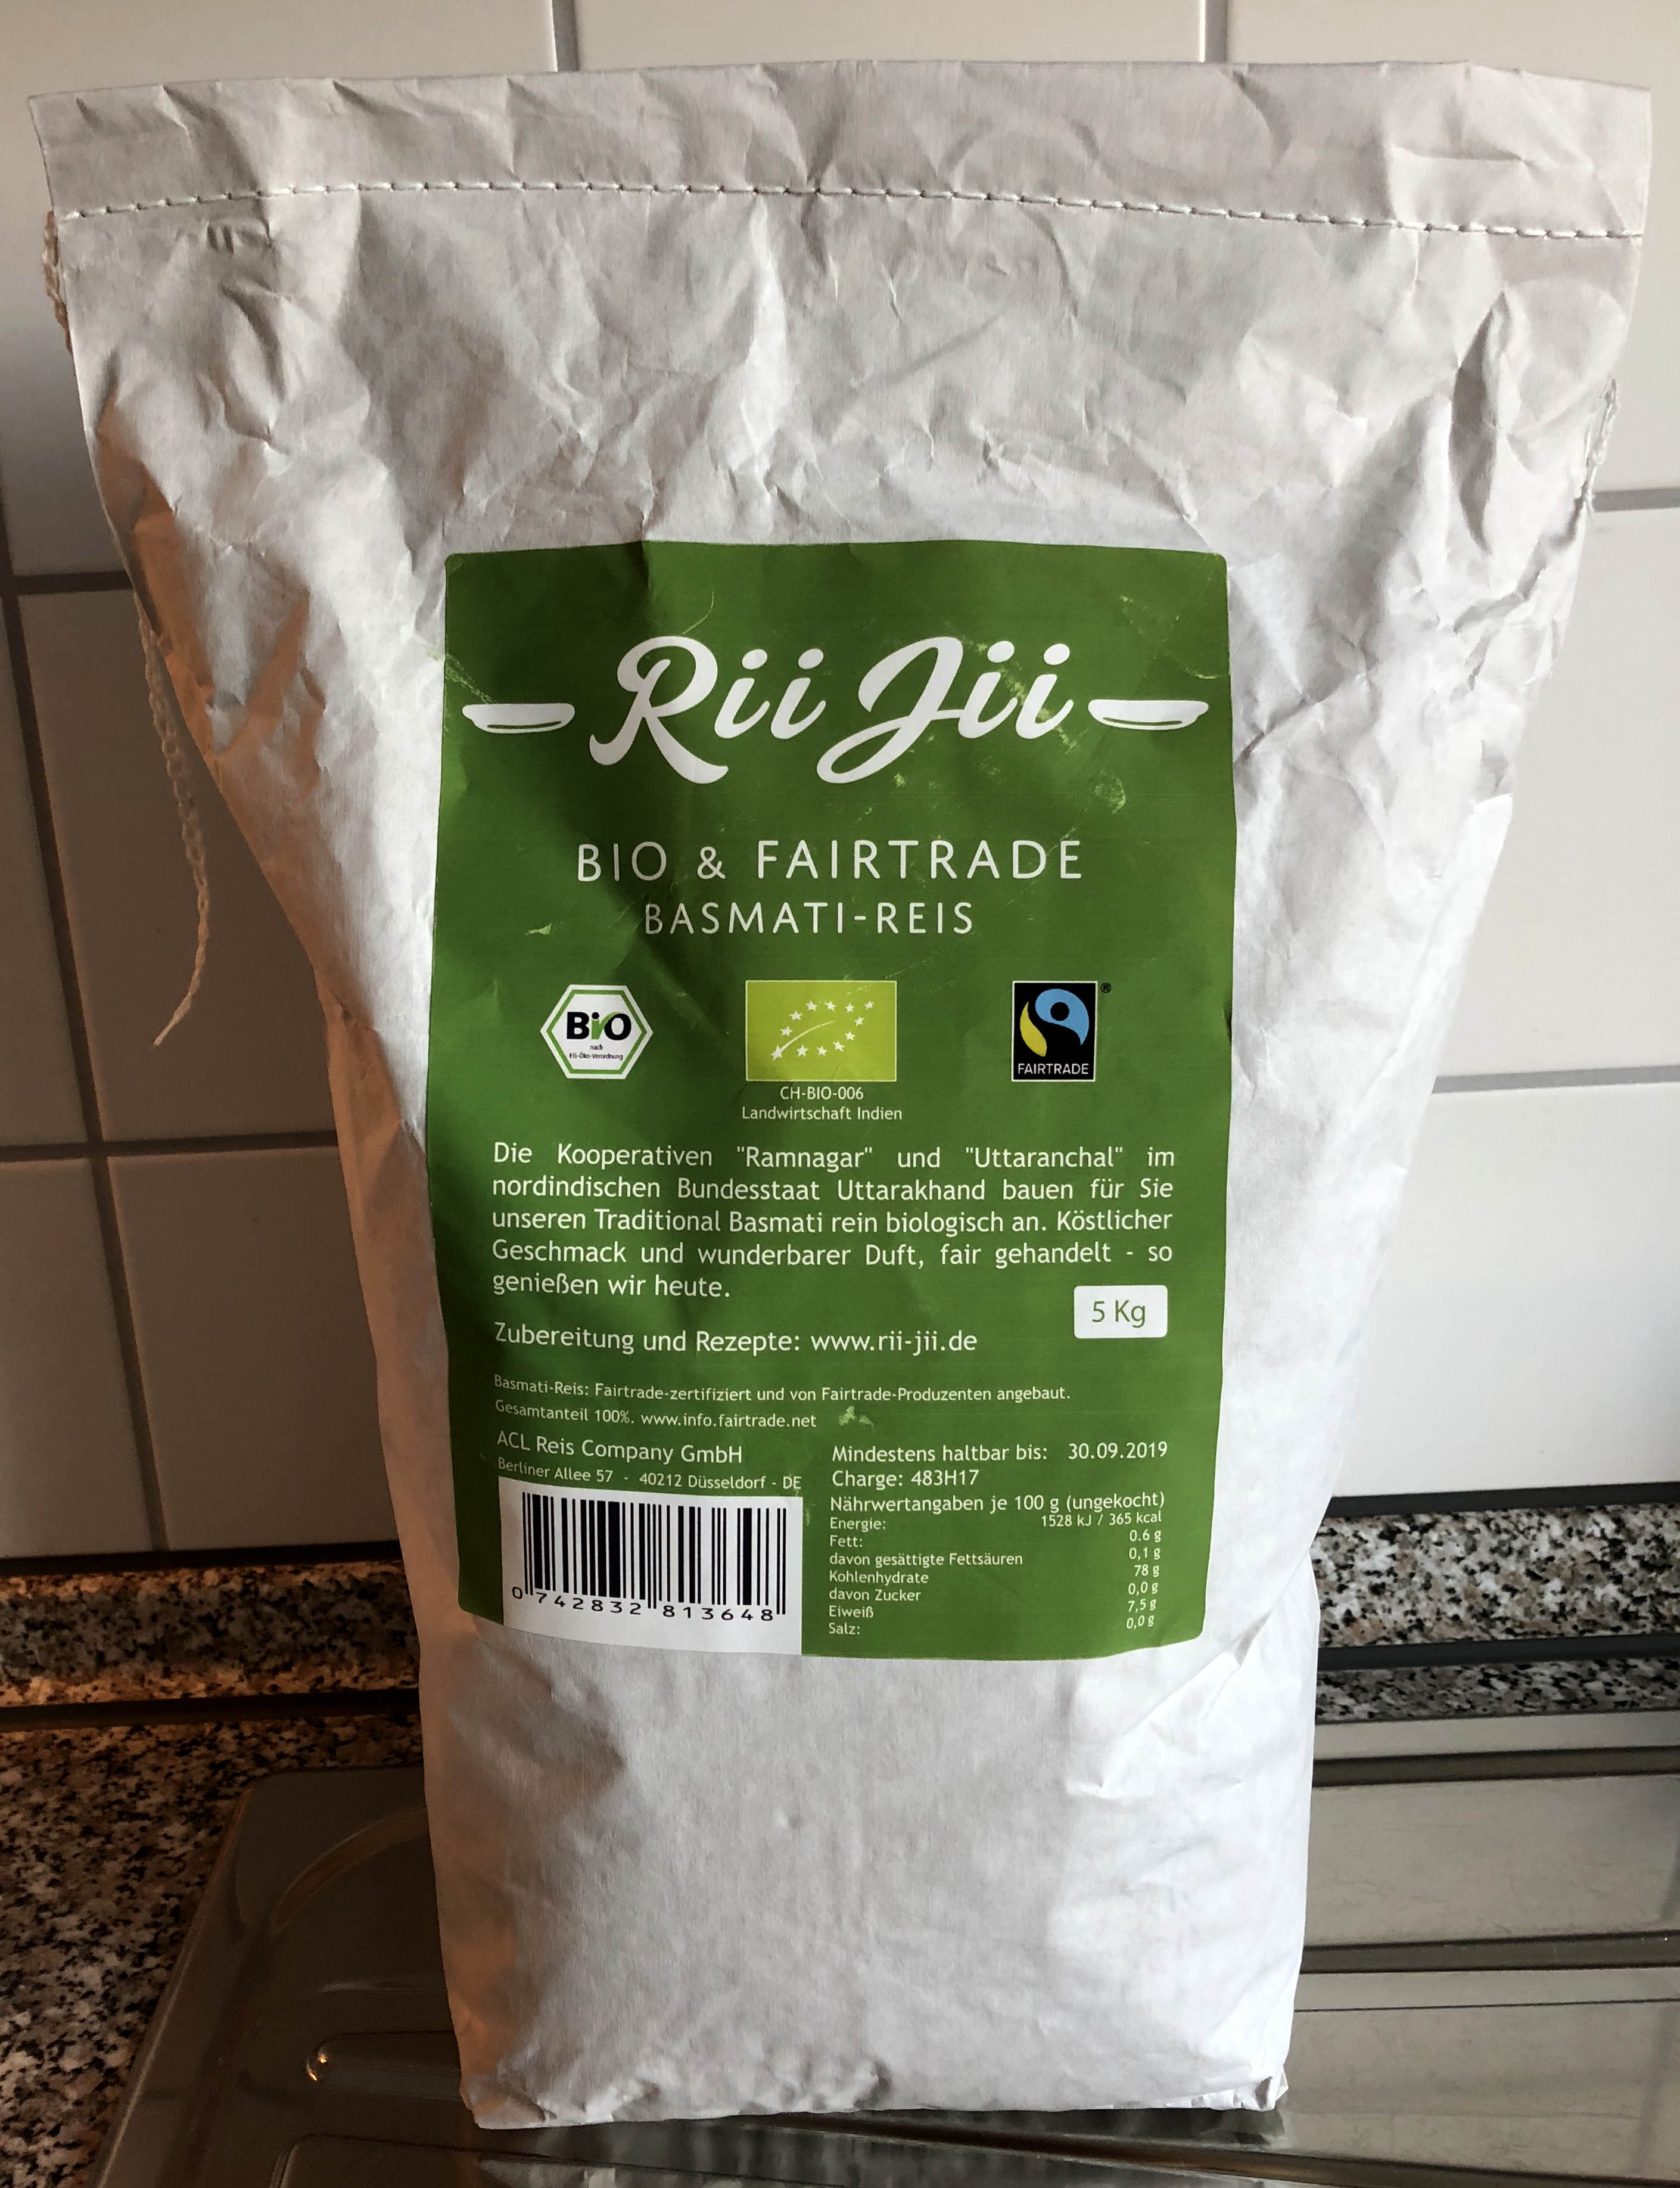 Rii Jii
BIO & FAIRTRADE
BASMATI-REIS
Bio
nach
EG-Öko-Verordnung
CH-BIO-006
Landwirtschaft Indien
FAIRTRADE
®
Die Kooperativen "Ramnagar" und "Uttaranchal" im
nordindischen Bundesstaat Uttarakhand bauen für Sie
unseren Traditional Basmati rein biologisch an. Köstlicher
Geschmack und wunderbarer Duft, fair gehandelt - so
genießen wir heute.
5 Kg
Zubereitung und Rezepte: www.rii-jii.de
Basmati-Reis: Fairtrade-zertifiziert und von Fairtrade-Produzenten angebaut.
Gesamtanteil 100%. www.info.fairtrade.net
ACL Reis Company GmbH
Berliner Allee 57 - 40212 Düsseldorf - DE
0 742832 813648
Mindestens haltbar bis: 30.09.2019
Charge: 483H17
Nährwertangaben je 100 g (ungekocht)
Energie: 1528 kJ / 365 kcal
Fett: 0.6 g
davon gesättigte Fettsäuren 0,1 g
Kohlenhydrate 78 g
davon Zucker 0,0 g
Eiweiß 7,5 g
Salz: 0,0 g